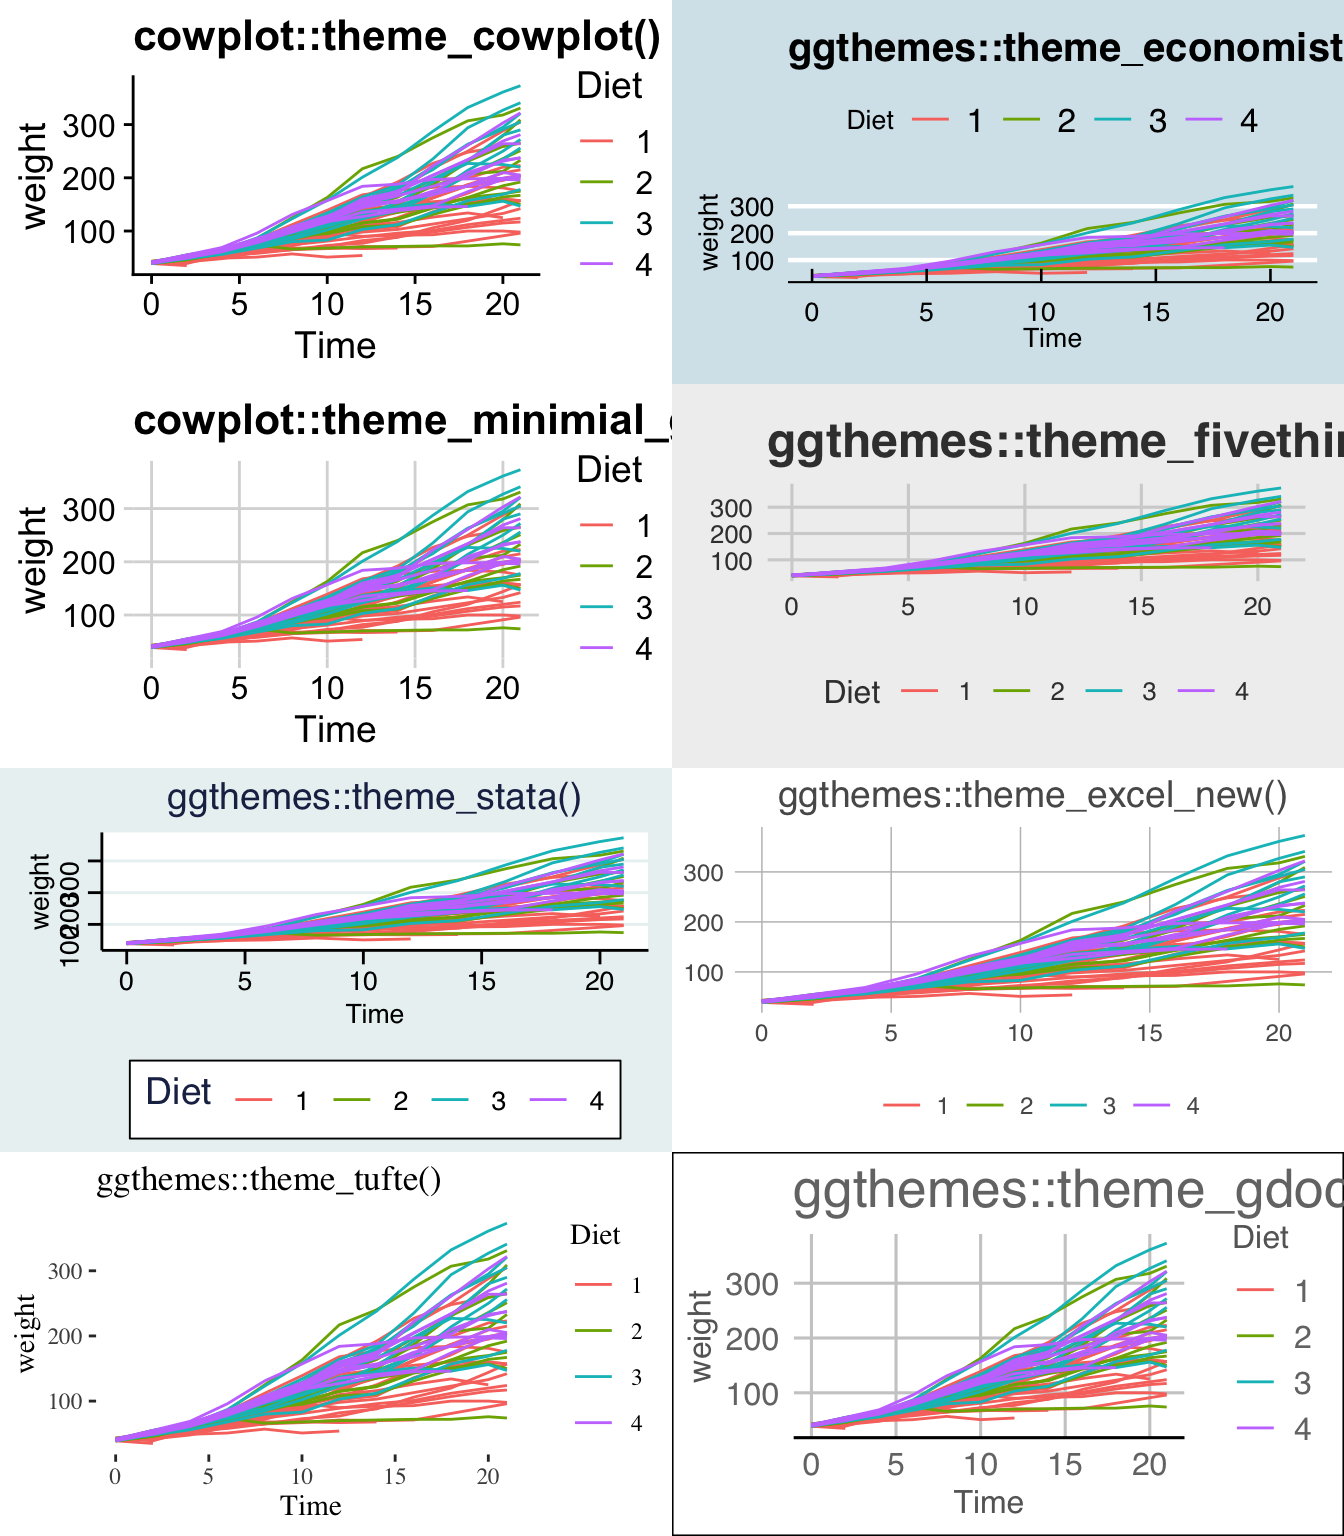 cowplot::theme_cowplot()
Diet
300
200
100
weight
1
2
3
4
0 5 10 15 20
Time
ggthemes::theme_economist
Diet 1 2 3 4
300
200
100
weight
0 5 10 15 20
Time
cowplot::theme_minimial_
Diet
300
200
100
weight
1
2
3
4
0 5 10 15 20
Time
ggthemes::theme_fivethir
300
200
100
0 5 10 15 20
Diet 1 2 3 4
ggthemes::theme_stata()
weight
100
200
300
0 5 10 15 20
Time
Diet 1 2 3 4
ggthemes::theme_excel_new()
300
200
100
0 5 10 15 20
1 2 3 4
ggthemes::theme_tufte()
Diet
300
200
100
weight
1
2
3
4
0 5 10 15 20
Time
ggthemes::theme_gdoc
Diet
300
200
100
weight
1
2
3
4
0 5 10 15 20
Time